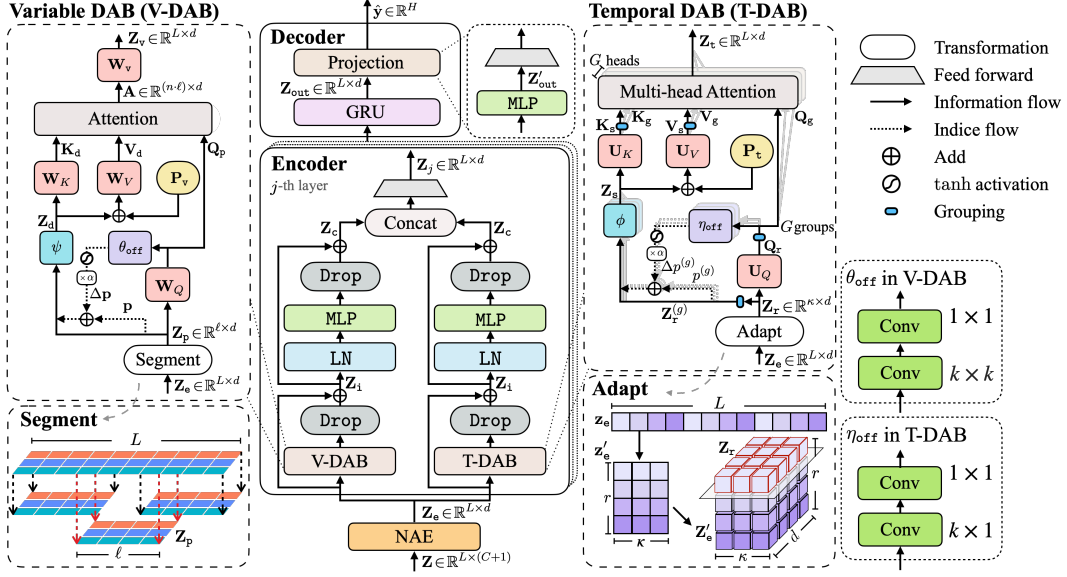 Variable DAB (V-DAB)
Z_v ∈ ℝ^{L×d}
W_v
A ∈ ℝ^{(n·ℓ)×d}
Attention
K_d
V_d
Q_p
W_K
W_V
P_v
Z_d
ψ
θ_off
×α
Δp
p
W_Q
Z_p ∈ ℝ^{ℓ×d}
Segment
Z_e ∈ ℝ^{L×d}
Segment
L
Z_p
ℓ
ŷ ∈ ℝ^H
Decoder
Projection
Z_out ∈ ℝ^{L×d}
GRU
Z′_out
MLP
Encoder
j-th layer
Z_j ∈ ℝ^{L×d}
Concat
Z_c
Z_c
Drop
Drop
MLP
MLP
LN
LN
Z_i
Z_i
Drop
Drop
V-DAB
T-DAB
Z_e ∈ ℝ^{L×d}
NAE
Z ∈ ℝ^{L×(C+1)}
Temporal DAB (T-DAB)
Z_t ∈ ℝ^{L×d}
G heads
Multi-head Attention
K_s
K_g
V_s
V_g
Q_g
U_K
U_V
P_t
Z_s
ϕ
η_off
G groups
Q_r
×α
Δp^{(g)}
p^{(g)}
U_Q
Z_r^{(g)}
Z_r ∈ ℝ^{κ×d}
Adapt
Z_e ∈ ℝ^{L×d}
Adapt
L
z_e
z′_e
Z_r
r
r
r
κ
Z′_e
κ
d
Transformation
Feed forward
Information flow
Indice flow
Add
tanh activation
Grouping
θ_off in V-DAB
Conv
1 × 1
Conv
k × k
η_off in T-DAB
Conv
1 × 1
Conv
k × 1